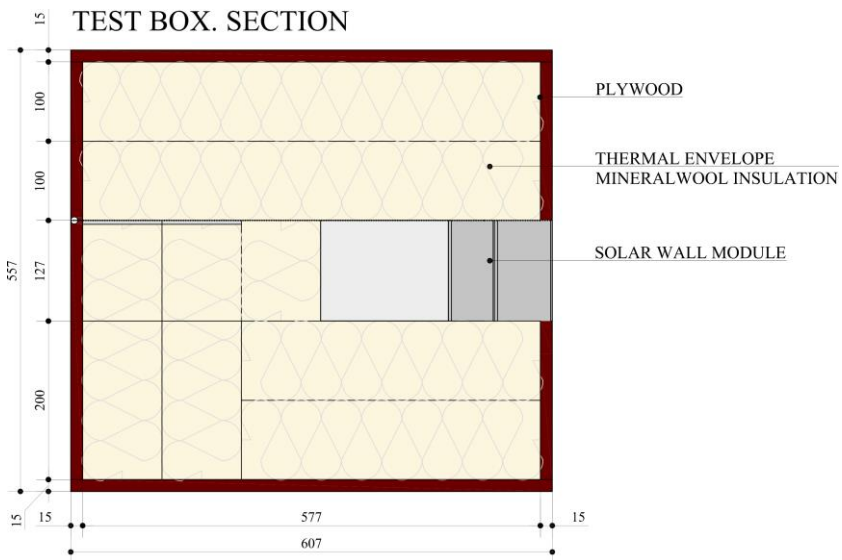 TEST BOX. SECTION
15
100
PLYWOOD
100
THERMAL ENVELOPE
MINERALWOOL INSULATION
557
127
SOLAR WALL MODULE
200
15
15
577
15
607